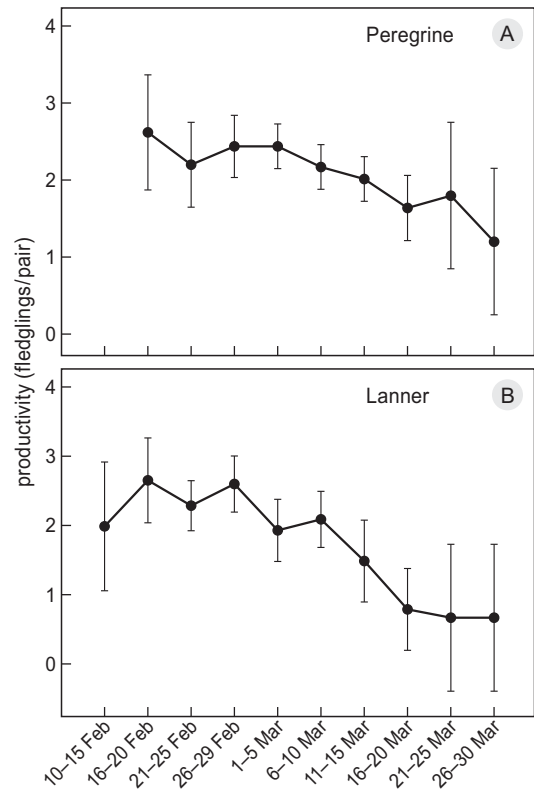 Peregrine A
4
3
2
1
0
productivity (fledglings/pair)
Lanner B
4
3
2
1
0
10–15 Feb
16–20 Feb
21–25 Feb
26–29 Feb
1–5 Mar
6–10 Mar
11–15 Mar
16–20 Mar
21–25 Mar
26–30 Mar